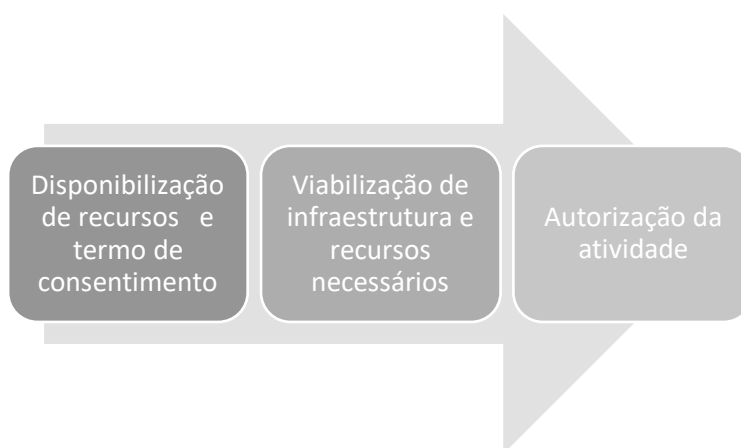 Disponibilização
de recursos e
termo de
consentimento
Viabilização de
infraestrutura e
recursos
necessários
Autorização da
atividade